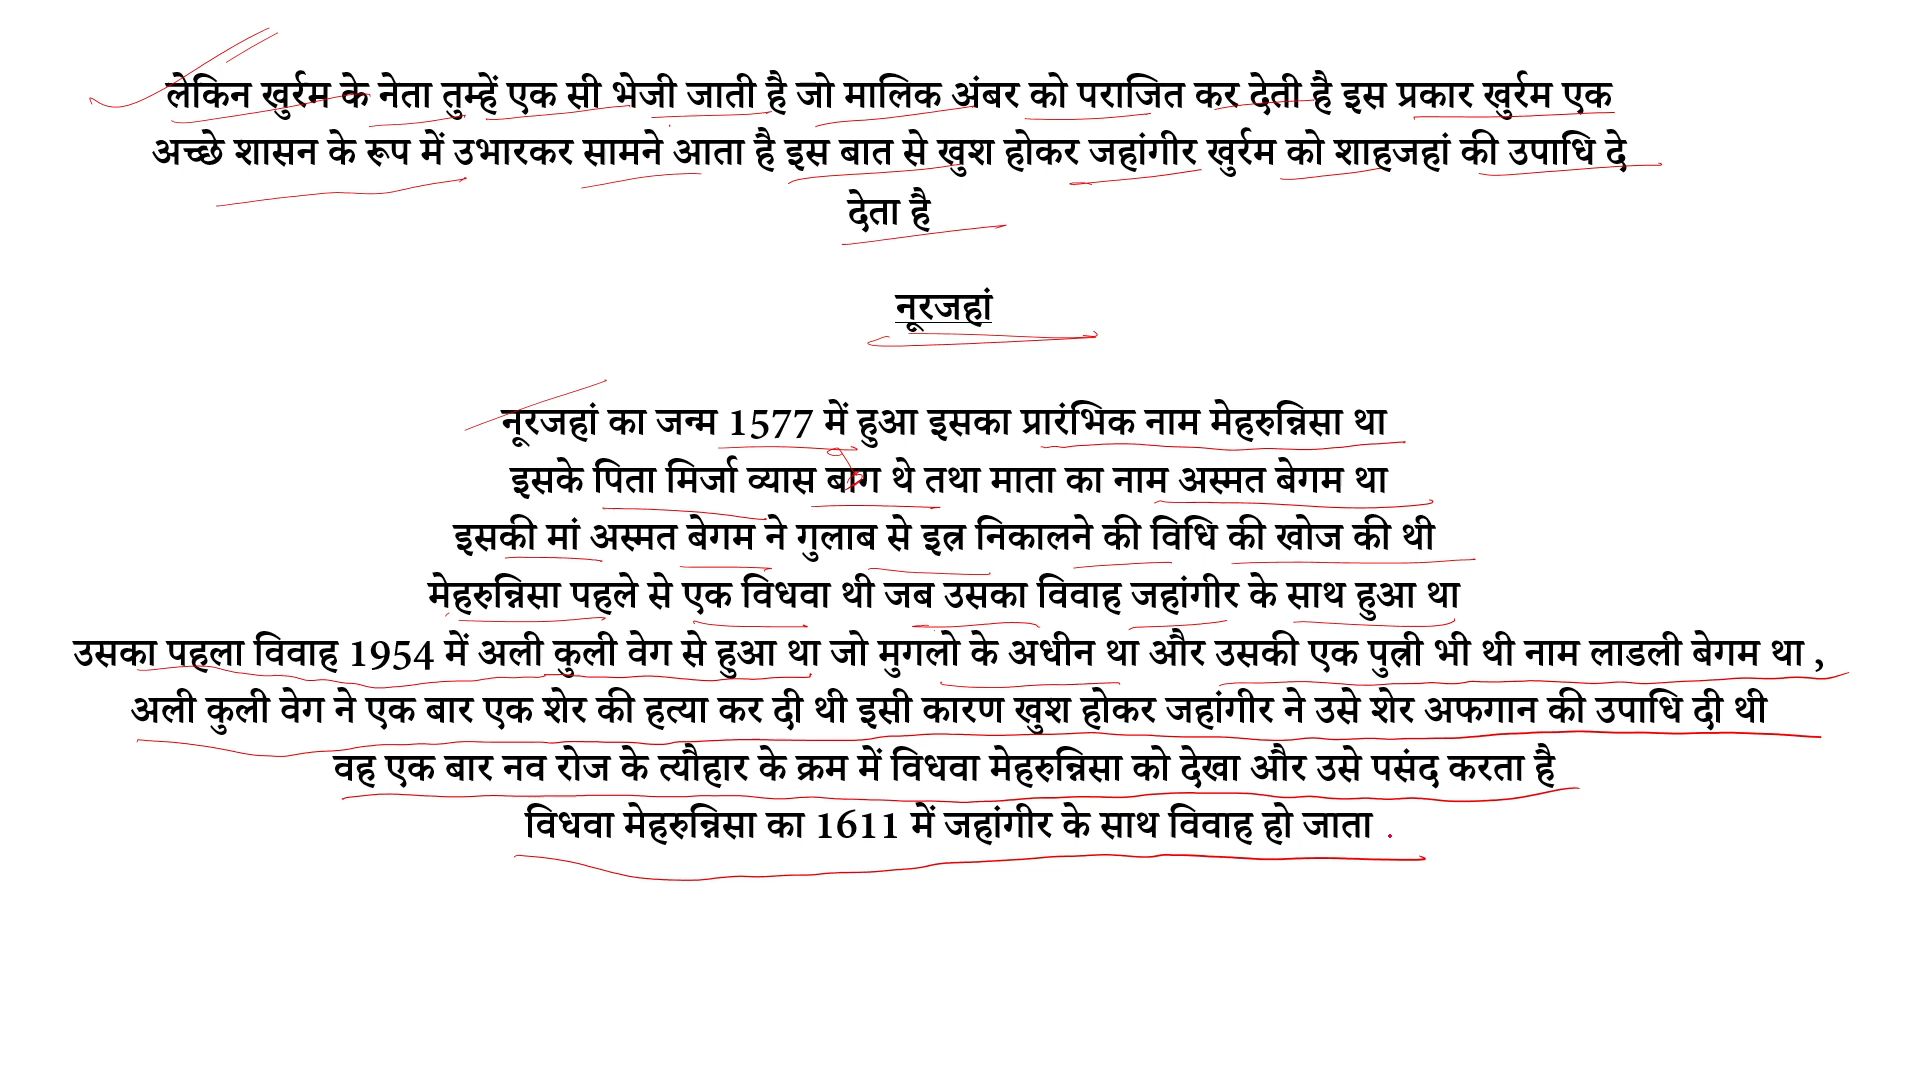 लेकिन खुर्रम के नेता तुम्हें एक सी भेजी जाती है जो मालिक अंबर को पराजित कर देती है इस प्रकार खुर्रम एक
अच्छे शासन के रूप में उभारकर सामने आता है इस बात से खुश होकर जहांगीर खुर्रम को शाहजहां की उपाधि दे
देता है
नूरजहां
नूरजहां का जन्म 1577 में हुआ इसका प्रारंभिक नाम मेहरुन्निसा था
इसके पिता मिर्जा व्यास बाग थे तथा माता का नाम अस्मत बेगम था
इसकी मां अस्मत बेगम ने गुलाब से इत्र निकालने की विधि की खोज की थी
मेहरुन्निसा पहले से एक विधवा थी जब उसका विवाह जहांगीर के साथ हुआ था
उसका पहला विवाह 1954 में अली कुली वेग से हुआ था जो मुगलो के अधीन था और उसकी एक पुत्री भी थी नाम लाडली बेगम था ,
अली कुली वेग ने एक बार एक शेर की हत्या कर दी थी इसी कारण खुश होकर जहांगीर ने उसे शेर अफगान की उपाधि दी थी
वह एक बार नव रोज के त्यौहार के क्रम में विधवा मेहरुन्निसा को देखा और उसे पसंद करता है
विधवा मेहरुन्निसा का 1611 में जहांगीर के साथ विवाह हो जाता .